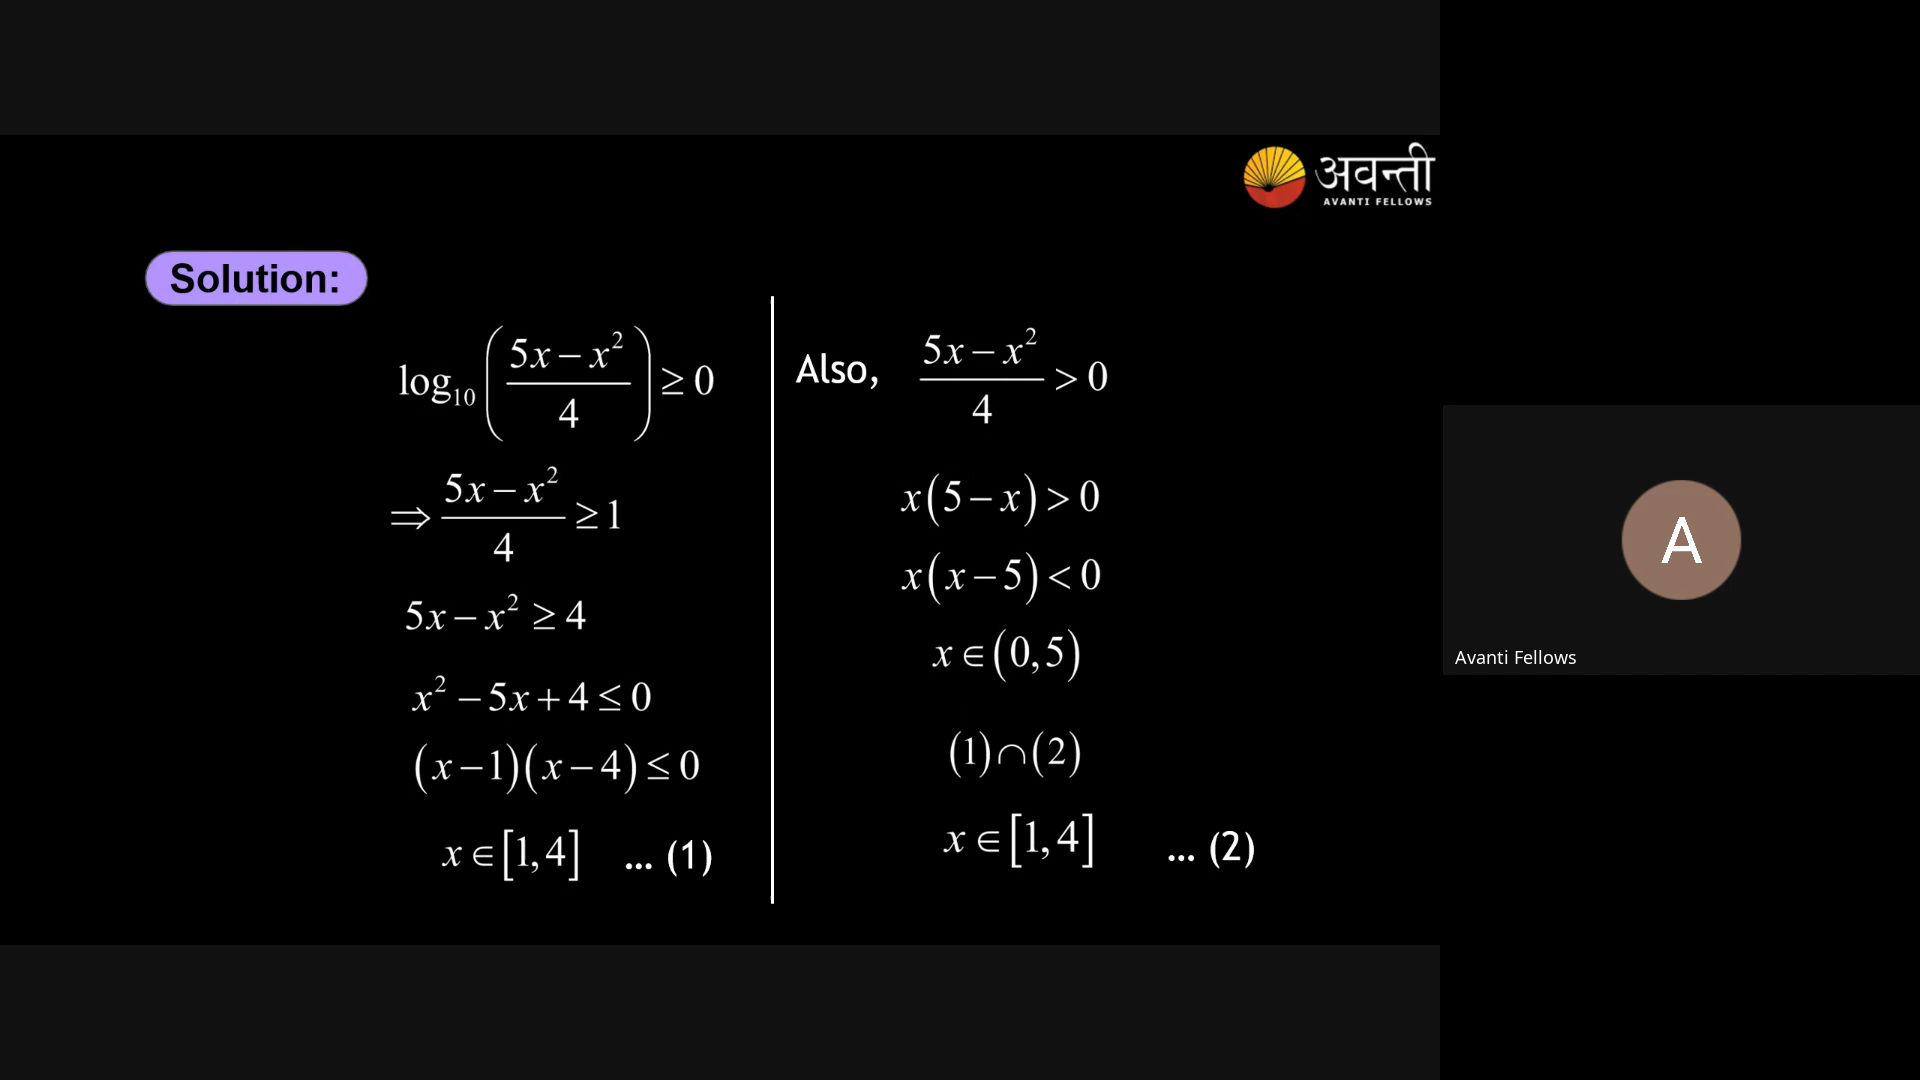 अवन्ती
AVANTI FELLOWS
Solution:
log₁₀((5x − x²)/4) ≥ 0
⇒ (5x − x²)/4 ≥ 1
5x − x² ≥ 4
x² − 5x + 4 ≤ 0
(x − 1)(x − 4) ≤ 0
x ∈ [1, 4] ... (1)
Also, (5x − x²)/4 > 0
x(5 − x) > 0
x(x − 5) < 0
x ∈ (0, 5)
(1) ∩ (2)
x ∈ [1, 4] ... (2)
A
Avanti Fellows